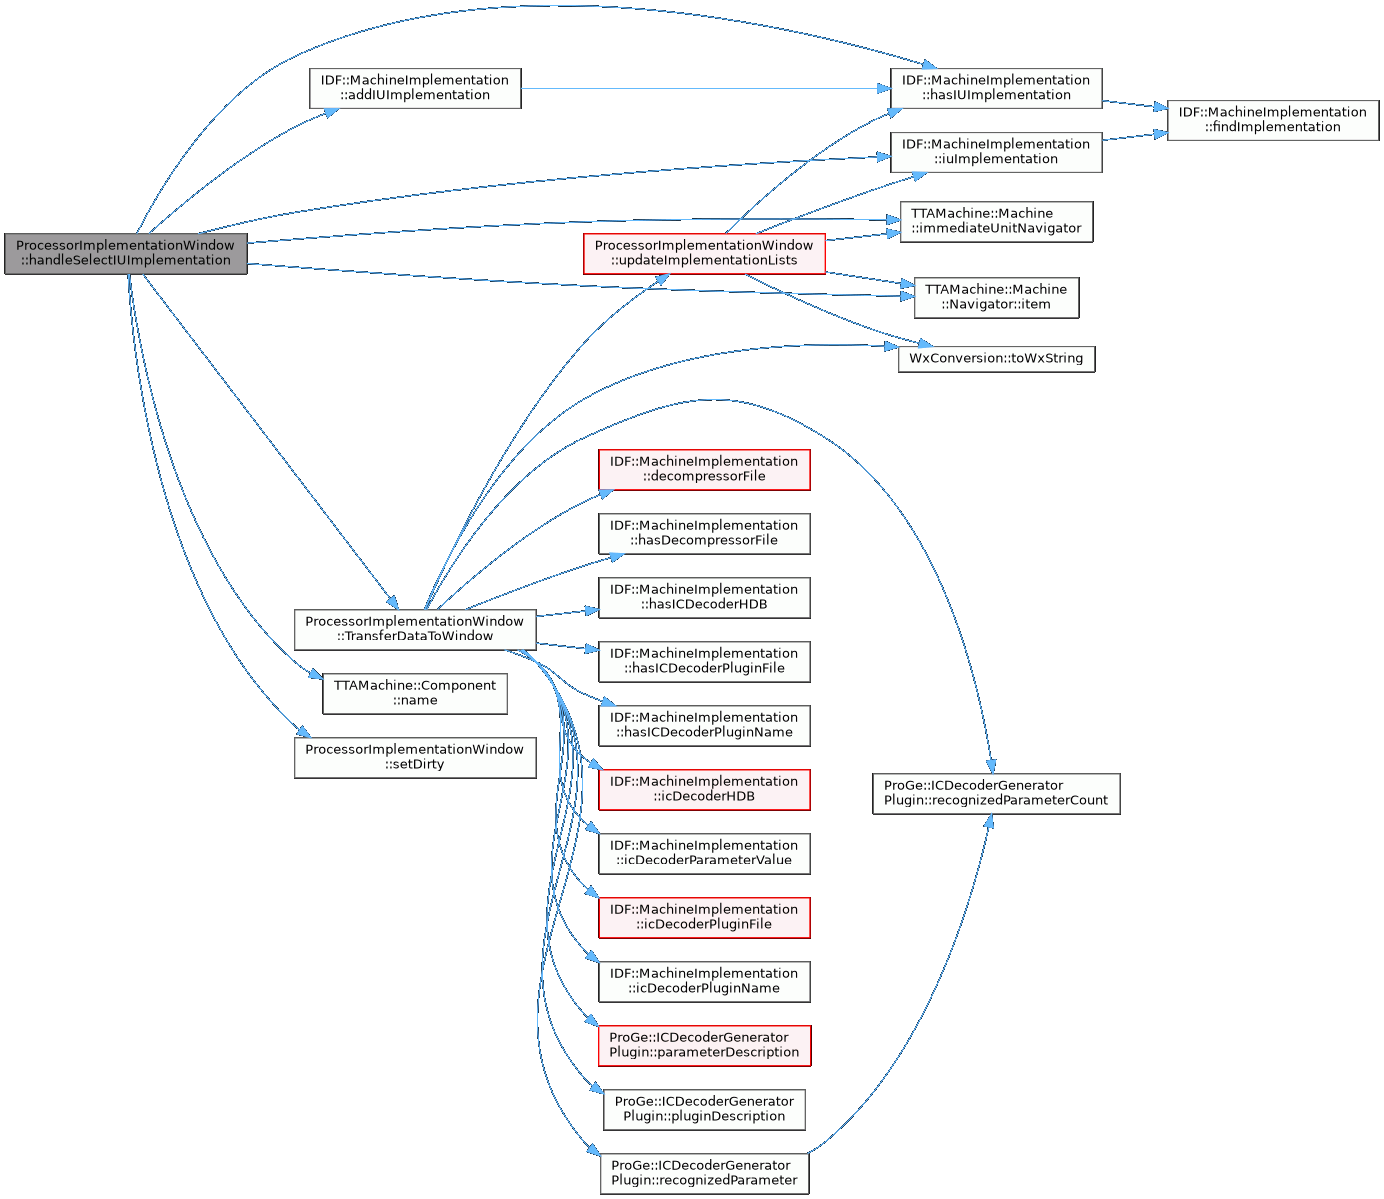 ProcessorImplementationWindow
::handleSelectIUImplementation
IDF::MachineImplementation
::addIUImplementation
IDF::MachineImplementation
::hasIUImplementation
IDF::MachineImplementation
::findImplementation
IDF::MachineImplementation
::iuImplementation
TTAMachine::Machine
::immediateUnitNavigator
TTAMachine::Machine
::Navigator::item
ProcessorImplementationWindow
::updateImplementationLists
WxConversion::toWxString
IDF::MachineImplementation
::decompressorFile
IDF::MachineImplementation
::hasDecompressorFile
IDF::MachineImplementation
::hasICDecoderHDB
ProcessorImplementationWindow
::TransferDataToWindow
IDF::MachineImplementation
::hasICDecoderPluginFile
TTAMachine::Component
::name
IDF::MachineImplementation
::hasICDecoderPluginName
ProcessorImplementationWindow
::setDirty
IDF::MachineImplementation
::icDecoderHDB
ProGe::ICDecoderGenerator
Plugin::recognizedParameterCount
IDF::MachineImplementation
::icDecoderParameterValue
IDF::MachineImplementation
::icDecoderPluginFile
IDF::MachineImplementation
::icDecoderPluginName
ProGe::ICDecoderGenerator
Plugin::parameterDescription
ProGe::ICDecoderGenerator
Plugin::pluginDescription
ProGe::ICDecoderGenerator
Plugin::recognizedParameter